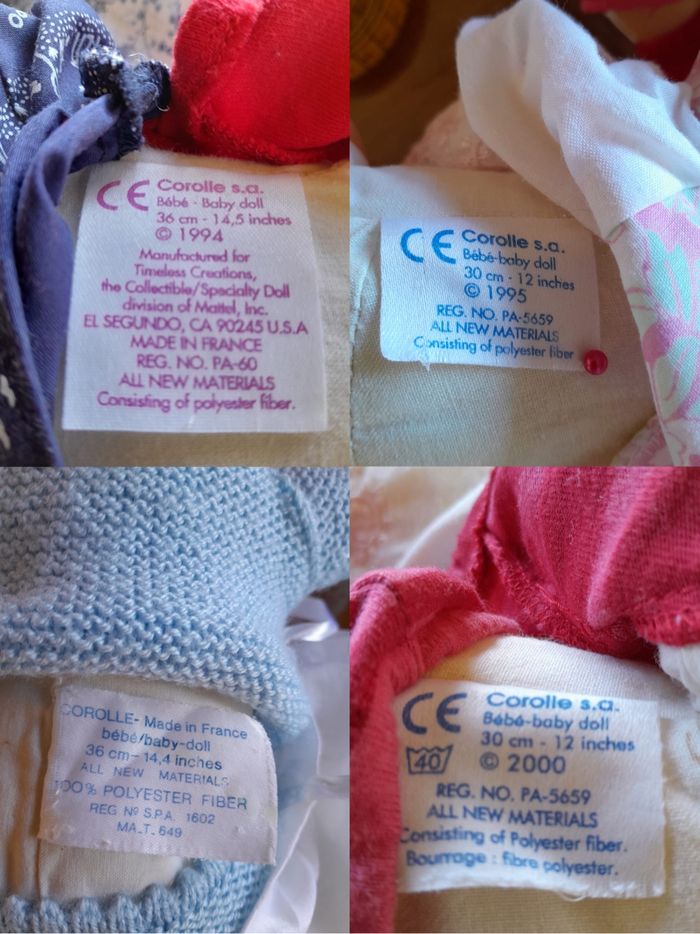 CE Corolle s.a.
Bébé - Baby doll
36 cm - 14,5 inches
© 1994
Manufactured for
Timeless Creations,
the Collectible/Specialty Doll
division of Mattel, Inc.
EL SEGUNDO, CA 90245 U.S.A
MADE IN FRANCE
REG. NO. PA-60
ALL NEW MATERIALS
Consisting of polyester fiber.
CE Corolle s.a.
Bébé-baby doll
30 cm - 12 inches
© 1995
REG. NO. PA-5659
ALL NEW MATERIALS
Consisting of polyester fiber
COROLLE- Made in France
bébé/baby-doll
36 cm- 14,4 inches
ALL NEW MATERIALS
100% POLYESTER FIBER
REG Nº S.P.A. 1602
MA.T. 649
CE Corolle s.a.
Bébé-baby doll
30 cm - 12 inches
40 © 2000
REG. NO. PA-5659
ALL NEW MATERIALS
Consisting of Polyester fiber.
Bourrage : fibre polyester.